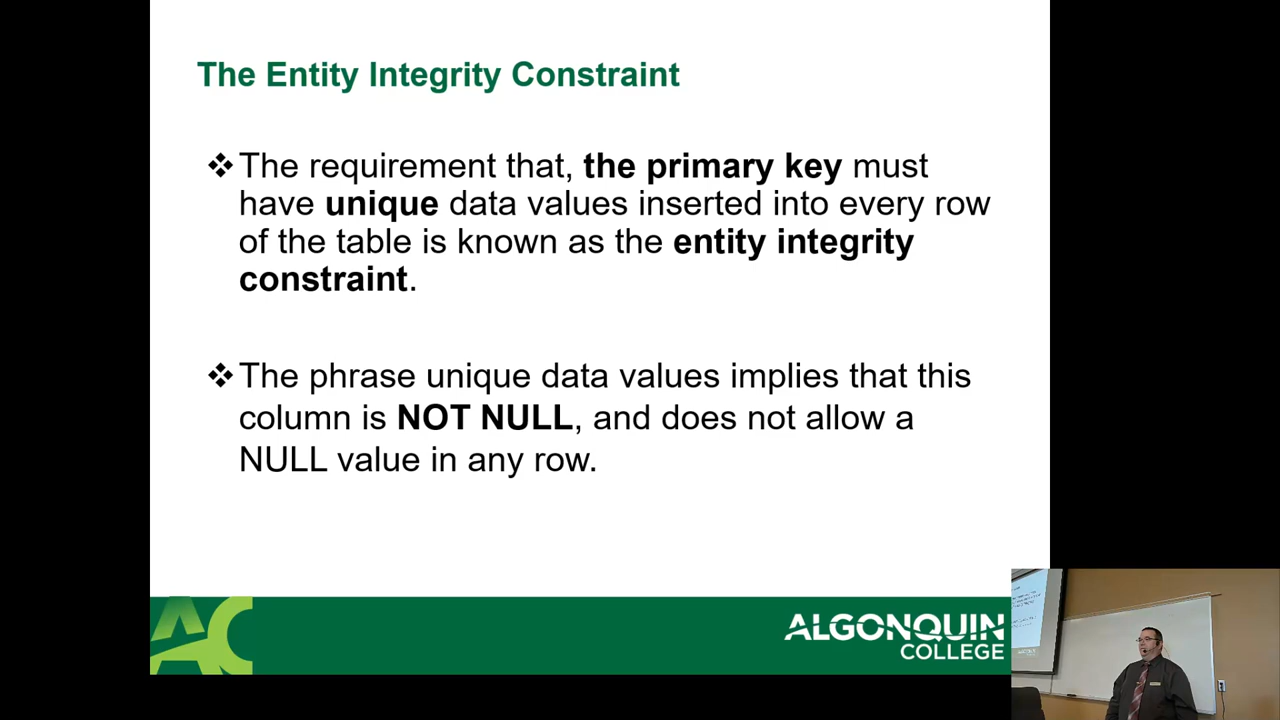 The Entity Integrity Constraint
❖ The requirement that, the primary key must
have unique data values inserted into every row
of the table is known as the entity integrity
constraint.
❖ The phrase unique data values implies that this
column is NOT NULL, and does not allow a
NULL value in any row.
AC
ALGONQUIN
COLLEGE